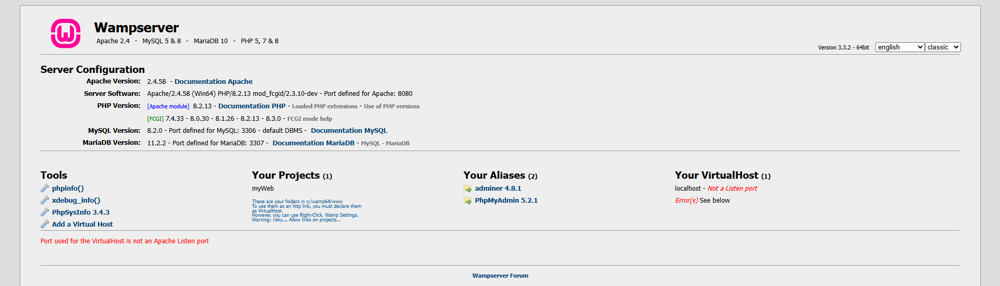 Wampserver
Apache 2.4 - MySQL 5 & 8 - MariaDB 10 - PHP 5, 7 & 8
Version 3.3.2 - 64bit english classic
Server Configuration
Apache Version: 2.4.58 - Documentation Apache
Server Software: Apache/2.4.58 (Win64) PHP/8.2.13 mod_fcgid/2.3.10-dev - Port defined for Apache: 8080
PHP Version: [Apache module] 8.2.13 - Documentation PHP - Loaded PHP extensions - Use of PHP versions
[FCGI] 7.4.33 - 8.0.30 - 8.1.26 - 8.2.13 - 8.3.0 - FCGI mode help
MySQL Version: 8.2.0 - Port defined for MySQL: 3306 - default DBMS - Documentation MySQL
MariaDB Version: 11.2.2 - Port defined for MariaDB: 3307 - Documentation MariaDB - MySQL - MariaDB
Tools
phpinfo()
xdebug_info()
PhpSysInfo 3.4.3
Add a Virtual Host
Your Projects (1)
myWeb
These are your folders in c:/wamp64/www
To use them as an http link, you must declare them
as VirtualHost.
However, you can use Right-Click, Wamp Settings,
Warning: risky..., Allow links on projects...
Your Aliases (2)
adminer 4.8.1
PhpMyAdmin 5.2.1
Your VirtualHost (1)
localhost - Not a Listen port
Error(s) See below
Port used for the VirtualHost is not an Apache Listen port
Wampserver Forum